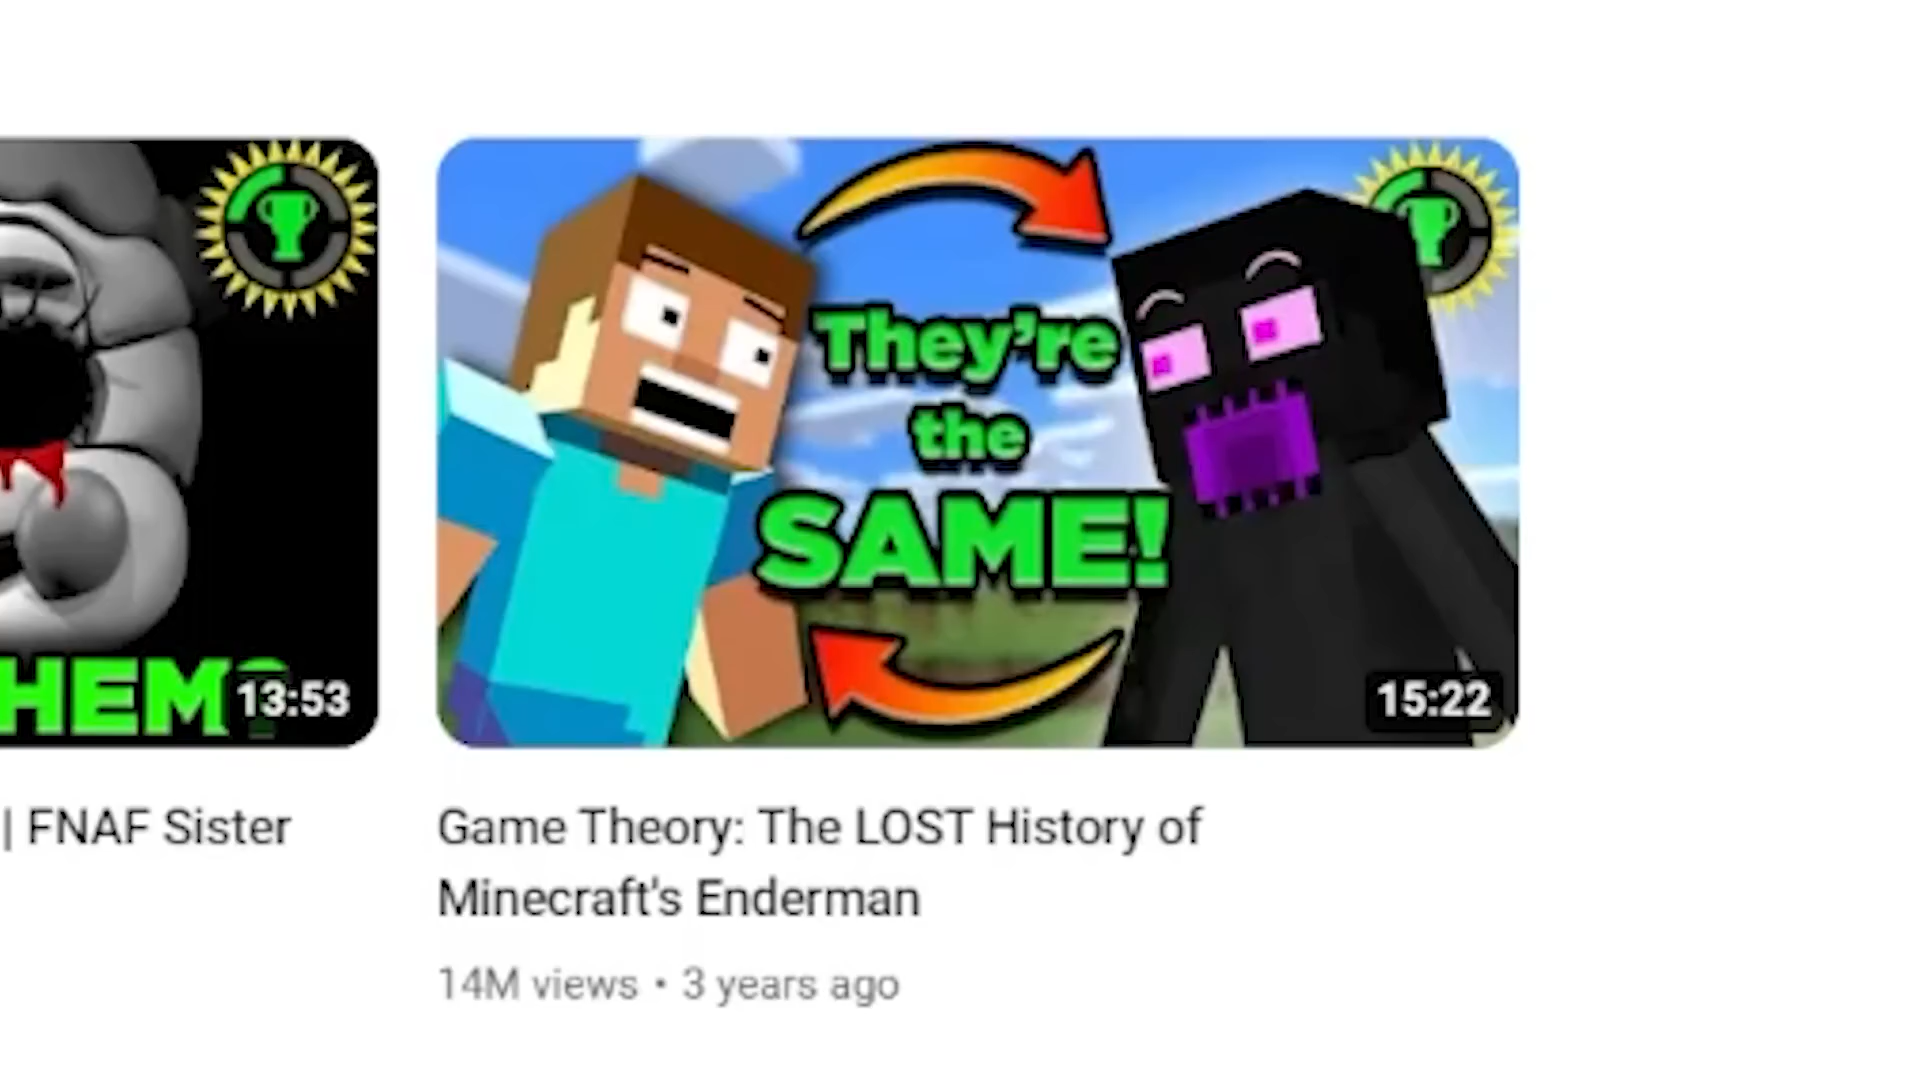 HEM?
13:53
| FNAF Sister
They're
the
SAME!
15:22
Game Theory: The LOST History of
Minecraft's Enderman
14M views • 3 years ago